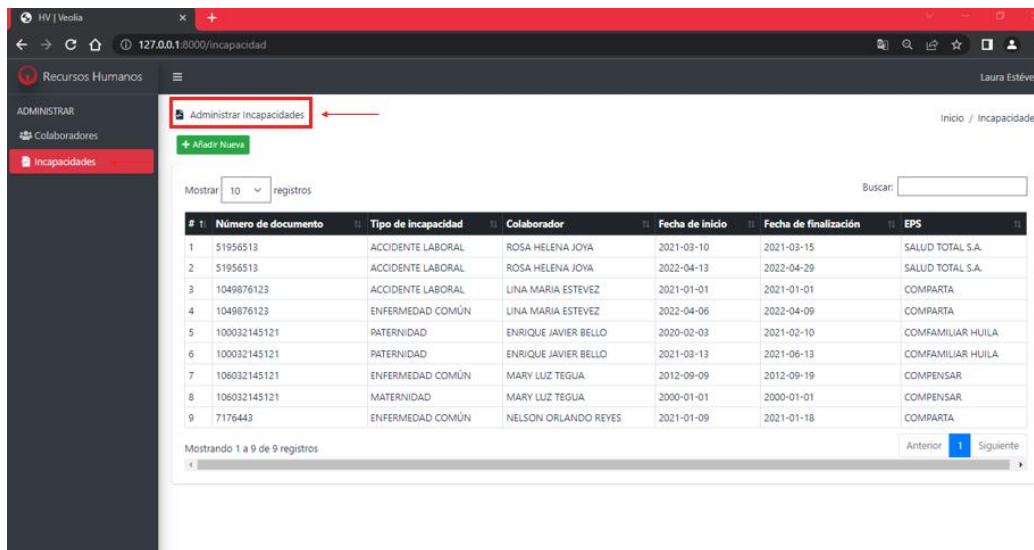 HV | Veolia
127.0.0.1:8000/incapacidad
Recursos Humanos
Laura Estéve
ADMINISTRAR
Colaboradores
Incapacidades
Administrar Incapacidades
Inicio / Incapacidade
+ Añadir Nueva
Mostrar 10 registros
Buscar:
# Número de documento Tipo de incapacidad Colaborador Fecha de inicio Fecha de finalización EPS
1 51956513 ACCIDENTE LABORAL ROSA HELENA JOYA 2021-03-10 2021-03-15 SALUD TOTAL S.A.
2 51956513 ACCIDENTE LABORAL ROSA HELENA JOYA 2022-04-13 2022-04-29 SALUD TOTAL S.A.
3 1049876123 ACCIDENTE LABORAL LINA MARIA ESTEVEZ 2021-01-01 2021-01-01 COMPARTA
4 1049876123 ENFERMEDAD COMÚN LINA MARIA ESTEVEZ 2022-04-06 2022-04-09 COMPARTA
5 100032145121 PATERNIDAD ENRIQUE JAVIER BELLO 2020-02-03 2021-02-10 COMFAMILIAR HUILA
6 100032145121 PATERNIDAD ENRIQUE JAVIER BELLO 2021-03-13 2021-06-13 COMFAMILIAR HUILA
7 106032145121 ENFERMEDAD COMÚN MARY LUZ TEGUA 2012-09-09 2012-09-19 COMPENSAR
8 106032145121 MATERNIDAD MARY LUZ TEGUA 2000-01-01 2000-01-01 COMPENSAR
9 7176443 ENFERMEDAD COMÚN NELSON ORLANDO REYES 2021-01-09 2021-01-18 COMPARTA
Mostrando 1 a 9 de 9 registros
Anterior 1 Siguiente